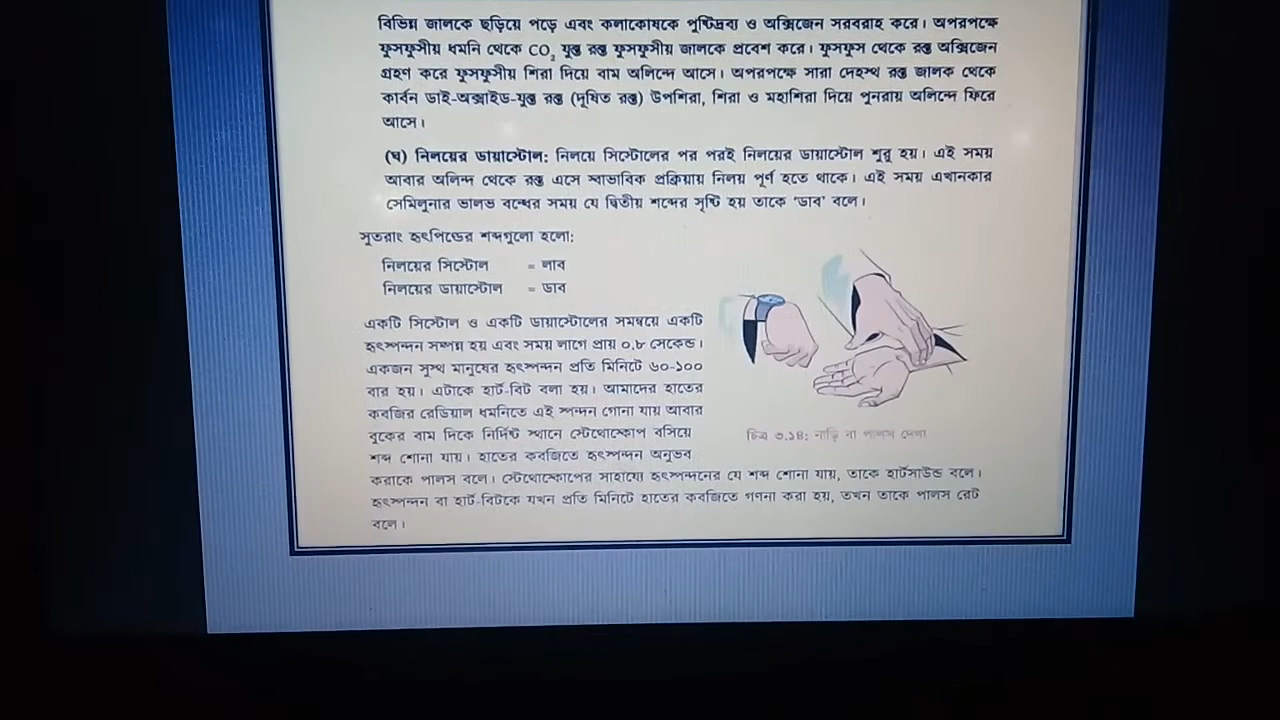 বিভিন্ন জালকে ছড়িয়ে পড়ে এবং কলাকোষকে পুষ্টিদ্রব্য ও অক্সিজেন সরবরাহ করে। অপরপক্ষে
ফুসফুসীয় ধমনি থেকে CO₂ যুক্ত রক্ত ফুসফুসীয় জালকে প্রবেশ করে। ফুসফুস থেকে রক্ত অক্সিজেন
গ্রহণ করে ফুসফুসীয় শিরা দিয়ে বাম অলিন্দে আসে। অপরপক্ষে সারা দেহস্থ রক্ত জালক থেকে
কার্বন ডাই-অক্সাইড-যুক্ত রক্ত (দূষিত রক্ত) উপশিরা, শিরা ও মহাশিরা দিয়ে পুনরায় অলিন্দে ফিরে
আসে।
(ঘ) নিলয়ের ডায়াস্টোল: নিলয়ে সিস্টোলের পর পরই নিলয়ের ডায়াস্টোল শুরু হয়। এই সময়
আবার অলিন্দ থেকে রক্ত এসে স্বাভাবিক প্রক্রিয়ায় নিলয় পূর্ণ হতে থাকে। এই সময় এখানকার
সেমিলুনার ভালভ বন্ধের সময় যে দ্বিতীয় শব্দের সৃষ্টি হয় তাকে ‘ডাব’ বলে।
সুতরাং হৃৎপিণ্ডের শব্দগুলো হলো:
নিলয়ের সিস্টোল = লাব
নিলয়ের ডায়াস্টোল = ডাব
একটি সিস্টোল ও একটি ডায়াস্টোলের সমন্বয়ে একটি
হৃৎস্পন্দন সম্পন্ন হয় এবং সময় লাগে প্রায় ০.৮ সেকেন্ড।
একজন সুস্থ মানুষের হৃৎস্পন্দন প্রতি মিনিটে ৬০-১০০
বার হয়। এটাকে হার্ট-বিট বলা হয়। আমাদের হাতের
কবজির রেডিয়াল ধমনিতে এই স্পন্দন গোনা যায় আবার
বুকের বাম দিকে নির্দিষ্ট স্থানে স্টেথোস্কোপ বসিয়ে
শব্দ শোনা যায়। হাতের কবজিতে হৃৎস্পন্দন অনুভব
করাকে পালস বলে। স্টেথোস্কোপের সাহায্যে হৃৎস্পন্দনের যে শব্দ শোনা যায়, তাকে হার্টসাউন্ড বলে।
হৃৎস্পন্দন বা হার্ট-বিটকে যখন প্রতি মিনিটে হাতের কবজিতে গণনা করা হয়, তখন তাকে পালস রেট
বলে।
চিত্র ৩.১৪: নাড়ি বা পালস দেখা